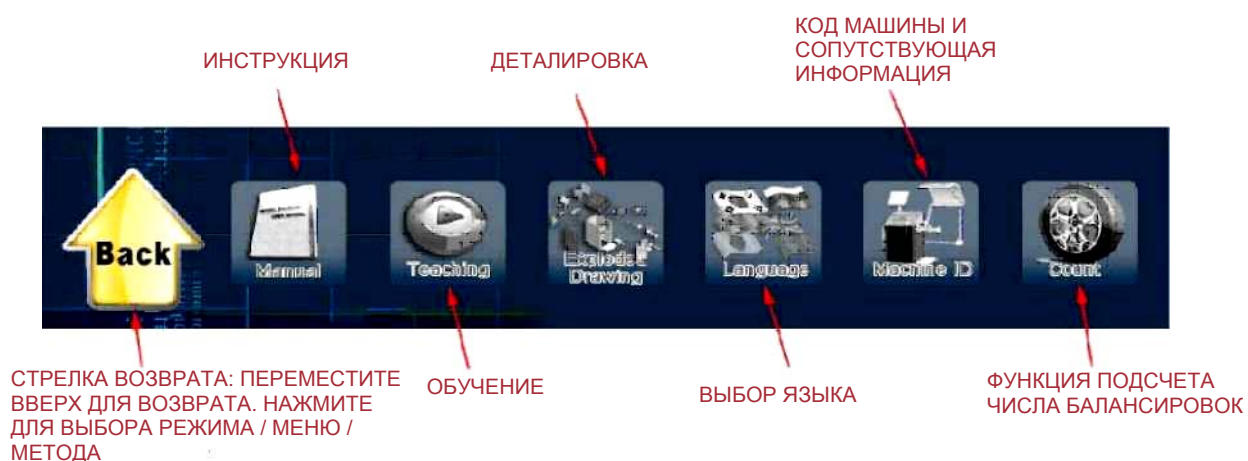 КОД МАШИНЫ И
СОПУТСТВУЮЩАЯ
ИНФОРМАЦИЯ
ИНСТРУКЦИЯ
ДЕТАЛИРОВКА
Back
Manual
Teaching
Exploded
Drawing
Language
Machine ID
Count
СТРЕЛКА ВОЗВРАТА: ПЕРЕМЕСТИТЕ
ВВЕРХ ДЛЯ ВОЗВРАТА. НАЖМИТЕ
ДЛЯ ВЫБОРА РЕЖИМА / МЕНЮ /
МЕТОДА
ОБУЧЕНИЕ
ВЫБОР ЯЗЫКА
ФУНКЦИЯ ПОДСЧЕТА
ЧИСЛА БАЛАНСИРОВОК